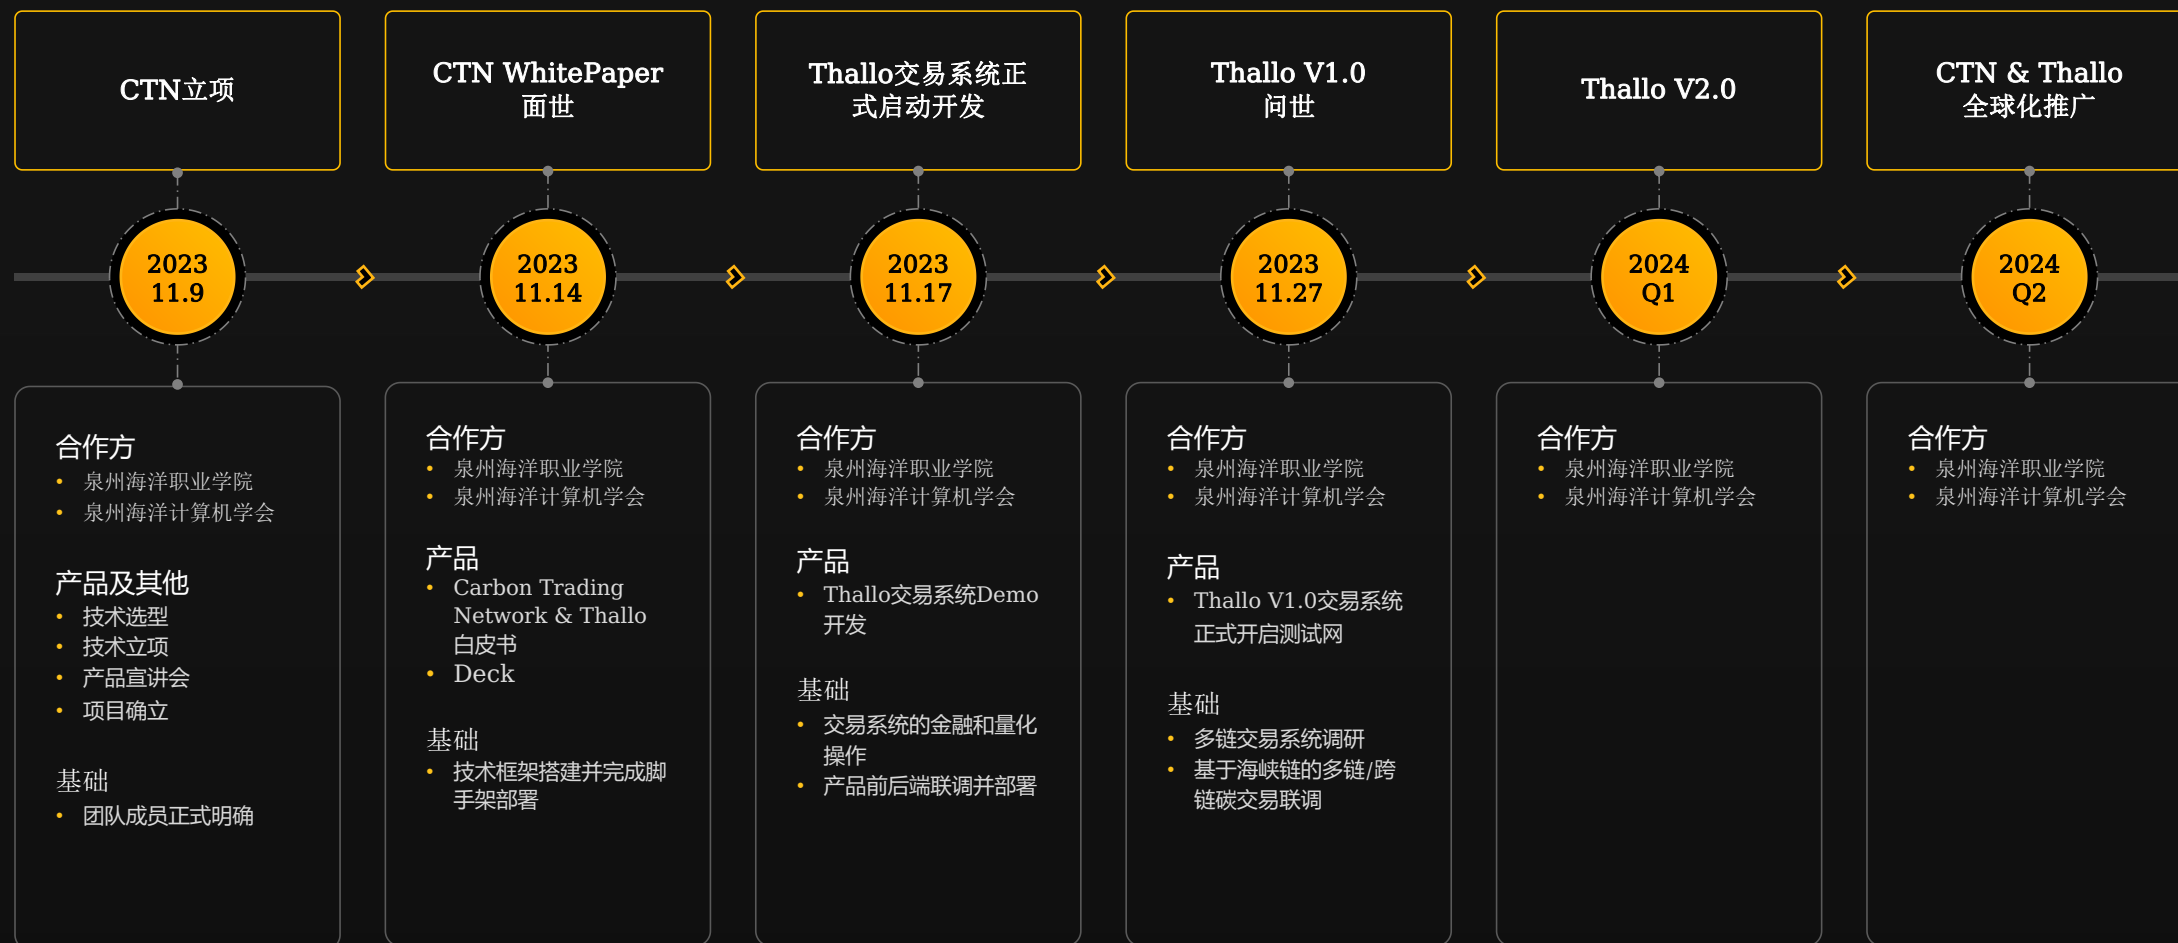 CTN立项
CTN WhitePaper
面世
Thallo交易系统正
式启动开发
Thallo V1.0
问世
Thallo V2.0
CTN & Thallo
全球化推广
2023
11.9
2023
11.14
2023
11.17
2023
11.27
2024
Q1
2024
Q2
合作方
• 泉州海洋职业学院
• 泉州海洋计算机学会
产品及其他
• 技术选型
• 技术立项
• 产品宣讲会
• 项目确立
基础
• 团队成员正式明确
合作方
• 泉州海洋职业学院
• 泉州海洋计算机学会
产品
• Carbon Trading
Network & Thallo
白皮书
• Deck
基础
• 技术框架搭建并完成脚
手架部署
合作方
• 泉州海洋职业学院
• 泉州海洋计算机学会
产品
• Thallo交易系统Demo
开发
基础
• 交易系统的金融和量化
操作
• 产品前后端联调并部署
合作方
• 泉州海洋职业学院
• 泉州海洋计算机学会
产品
• Thallo V1.0交易系统
正式开启测试网
基础
• 多链交易系统调研
• 基于海峡链的多链/跨
链碳交易联调
合作方
• 泉州海洋职业学院
• 泉州海洋计算机学会
合作方
• 泉州海洋职业学院
• 泉州海洋计算机学会